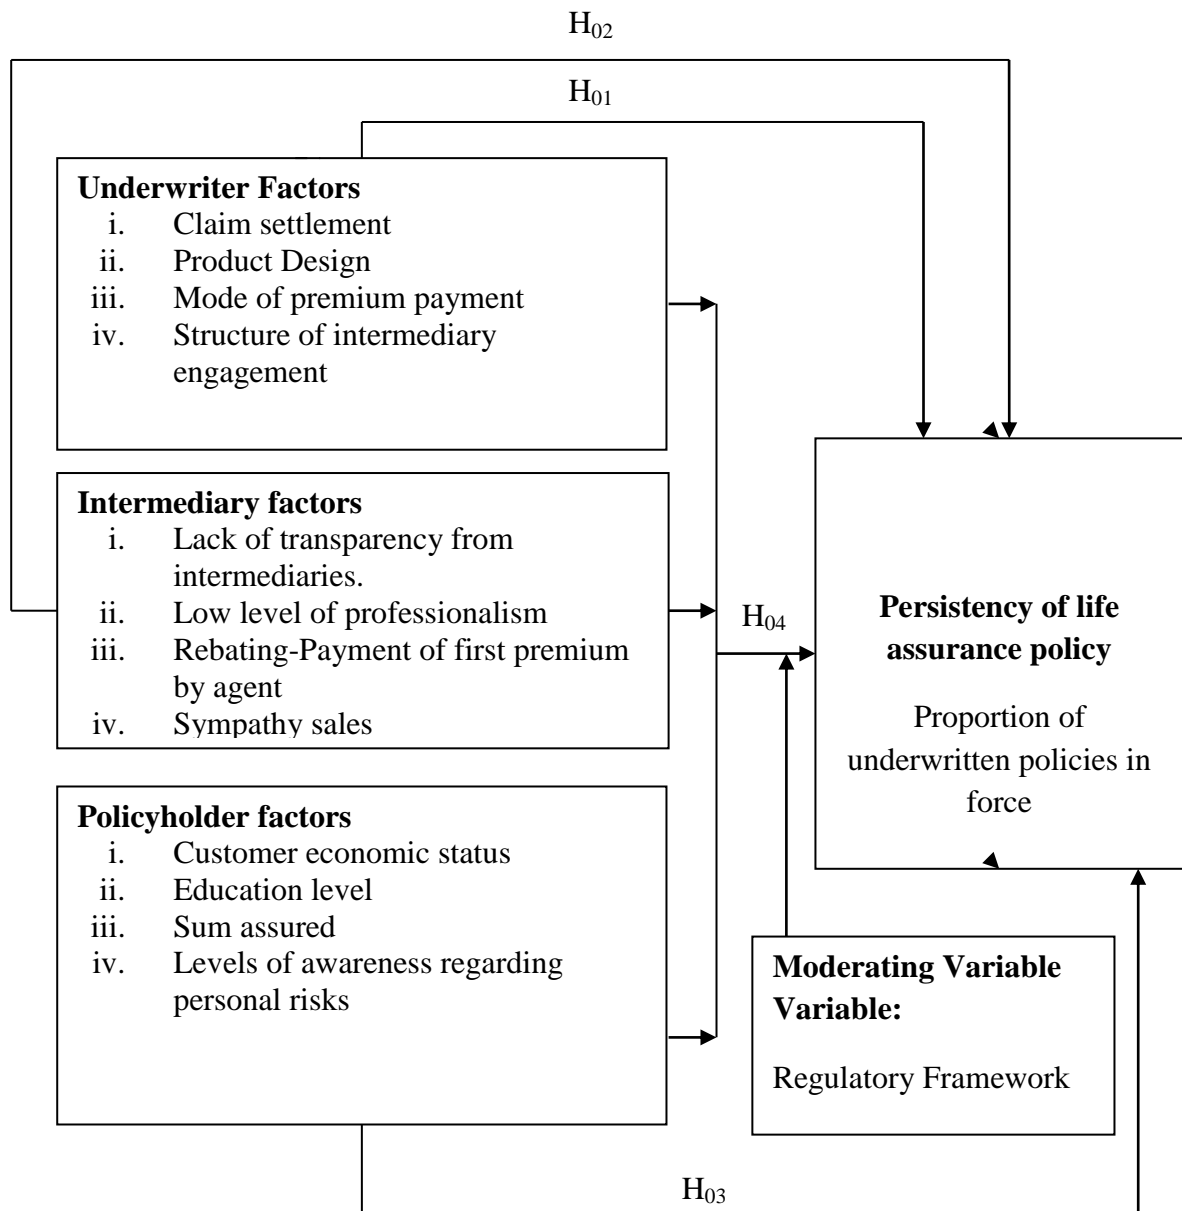 H02
H01
Underwriter Factors
i. Claim settlement
ii. Product Design
iii. Mode of premium payment
iv. Structure of intermediary
engagement
Intermediary factors
i. Lack of transparency from
intermediaries.
ii. Low level of professionalism
iii. Rebating-Payment of first premium
by agent
iv. Sympathy sales
H04
Persistency of life
assurance policy
Proportion of
underwritten policies in
force
Policyholder factors
i. Customer economic status
ii. Education level
iii. Sum assured
iv. Levels of awareness regarding
personal risks
Moderating Variable
Variable:
Regulatory Framework
H03